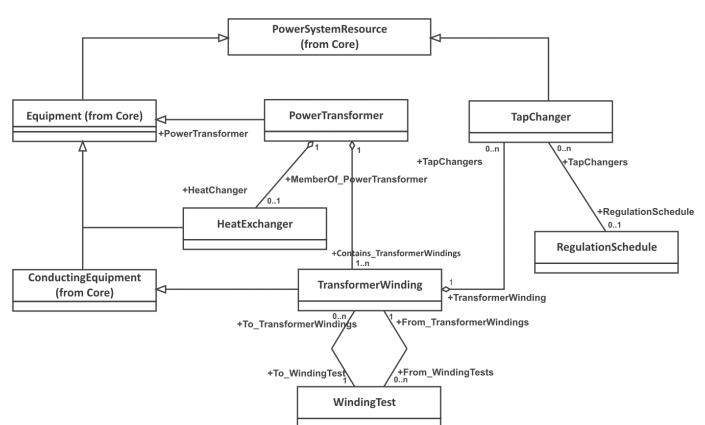 PowerSystemResource
(from Core)
Equipment (from Core)
PowerTransformer
TapChanger
+PowerTransformer
1
1
0..n
0..n
+TapChangers
+TapChangers
+MemberOf_PowerTransformer
+HeatChanger
0..1
HeatExchanger
+RegulationSchedule
0..1
RegulationSchedule
+Contains_TransformerWindings
1..n
ConductingEquipment
(from Core)
TransformerWinding
1
+TransformerWinding
0..n
1
+To_TransformerWindings
+From_TransformerWindings
+To_WindingTest
+From_WindingTests
1
0..n
WindingTest